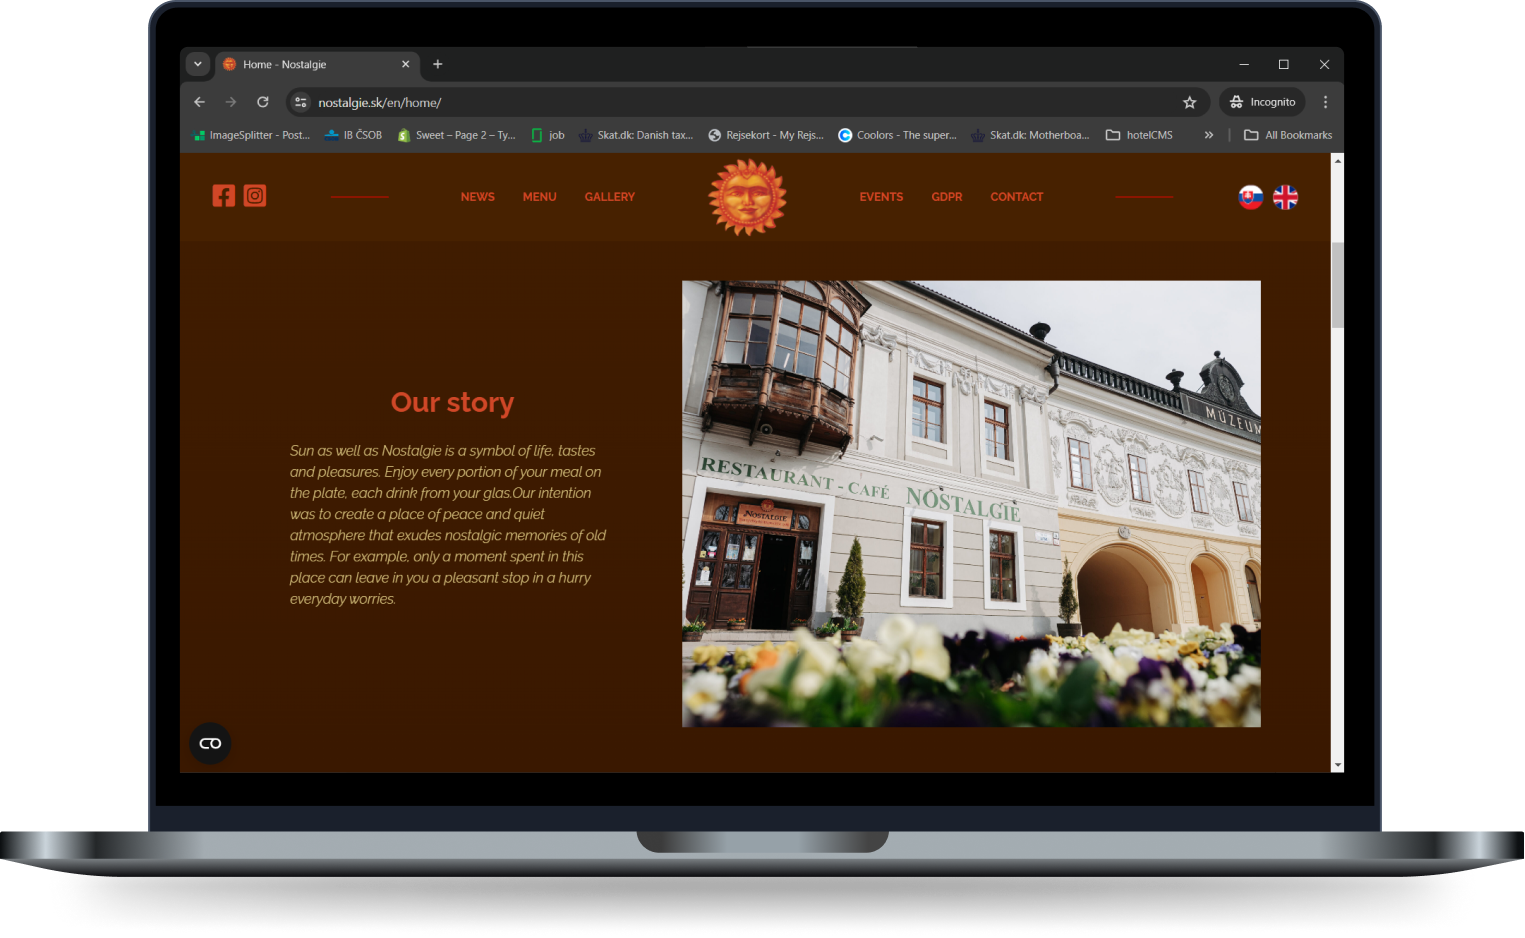 Home - Nostalgie
nostalgie.sk/en/home/
Incognito
ImageSplitter - Post...
IB ČSOB
Sweet – Page 2 – Ty...
job
Skat.dk: Danish tax...
Rejsekort - My Rejs...
Coolors - The super...
Skat.dk: Motherboa...
hotelCMS
All Bookmarks
NEWS
MENU
GALLERY
EVENTS
GDPR
CONTACT
Our story
Sun as well as Nostalgie is a symbol of life, tastes
and pleasures. Enjoy every portion of your meal on
the plate, each drink from your glas.Our intention
was to create a place of peace and quiet
atmosphere that exudes nostalgic memories of old
times. For example, only a moment spent in this
place can leave in you a pleasant stop in a hurry
everyday worries.
MÚZEUM
RESTAURANT - CAFÉ NOSTALGIE
NOSTALGIE